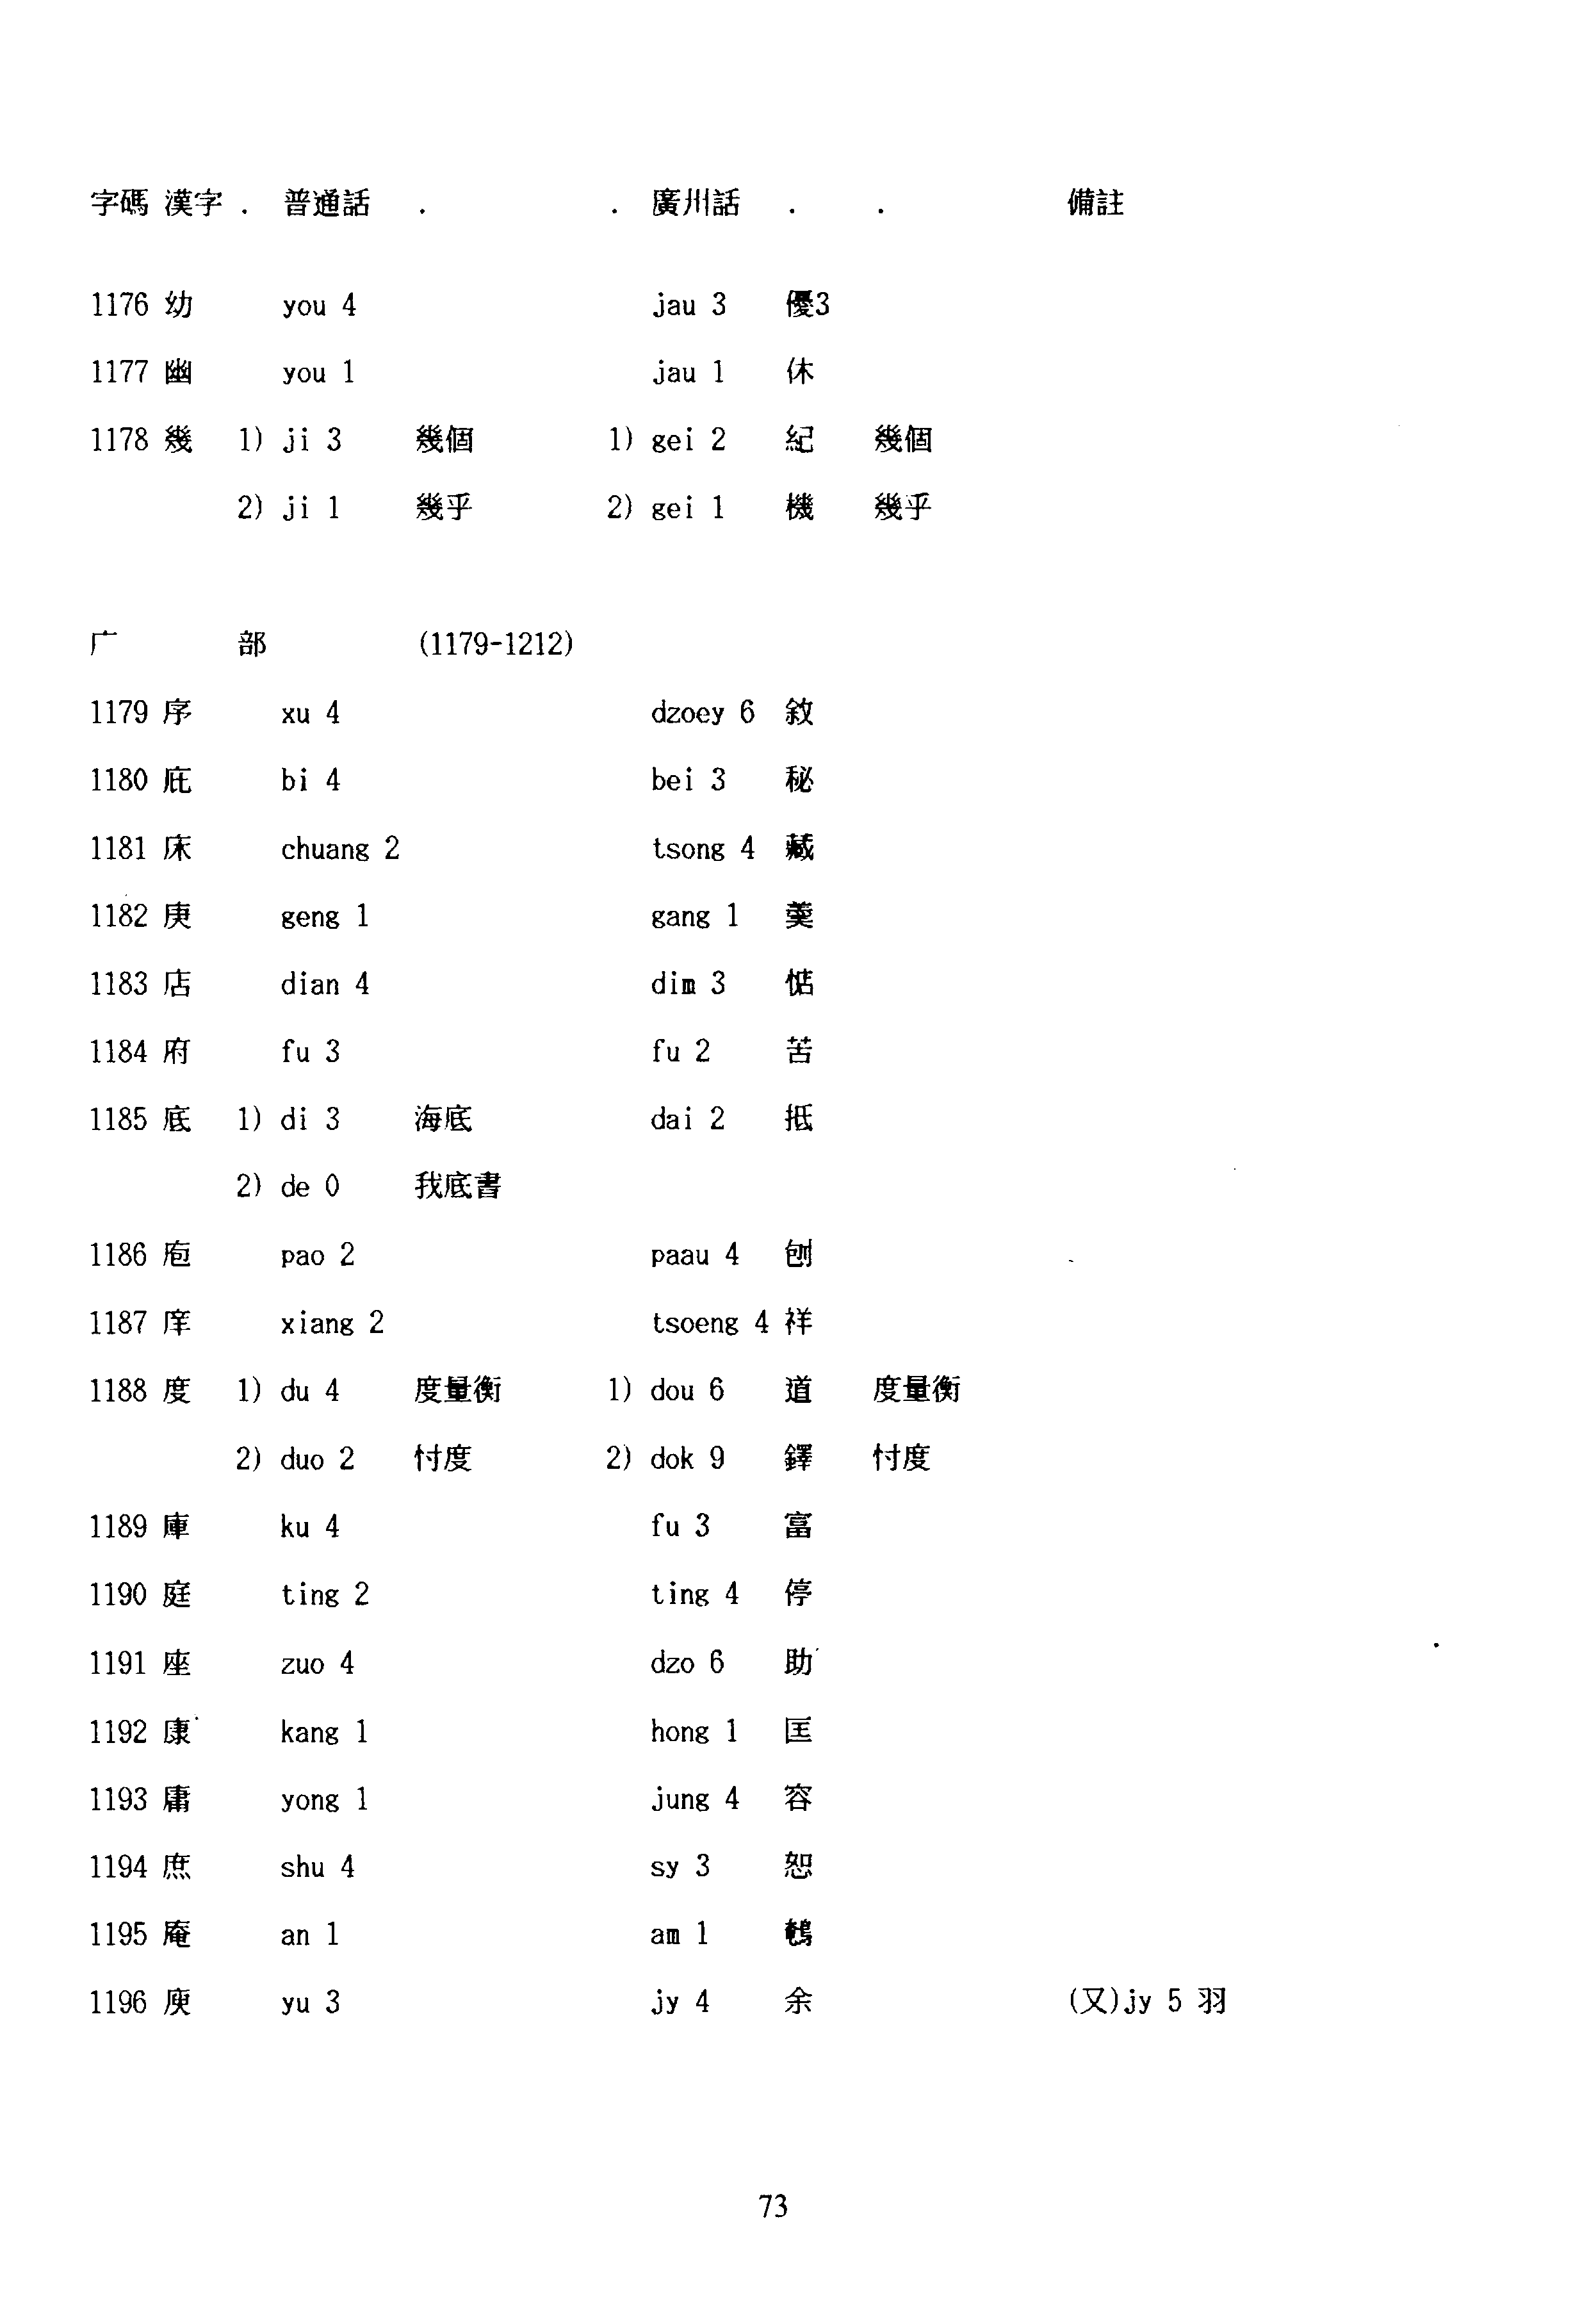 字碼 漢字 . 普通話 . . 廣川話 . . 備註
1176 幼 you 4 jau 3 優3
1177 幽 you 1 jau 1 休
1178 幾 1) ji 3 幾個 1) gei 2 紀 幾個
2) ji 1 幾乎 2) gei 1 機 幾乎
广 部 (1179-1212)
1179 序 xu 4 dzoey 6 敘
1180 庇 bi 4 bei 3 秘
1181 床 chuang 2 tsong 4 藏
1182 庚 geng 1 gang 1 羹
1183 店 dian 4 dim 3 惦
1184 府 fu 3 fu 2 苦
1185 底 1) di 3 海底 dai 2 抵
2) de 0 我底書
1186 庖 pao 2 paau 4 刨
1187 庠 xiang 2 tsoeng 4 祥
1188 度 1) du 4 度量衡 1) dou 6 道 度量衡
2) duo 2 忖度 2) dok 9 鐸 忖度
1189 庫 ku 4 fu 3 富
1190 庭 ting 2 ting 4 停
1191 座 zuo 4 dzo 6 助
1192 康 kang 1 hong 1 匡
1193 庸 yong 1 jung 4 容
1194 庶 shu 4 sy 3 恕
1195 庵 an 1 am 1 鵪
1196 庾 yu 3 jy 4 余 (又)jy 5 羽
73